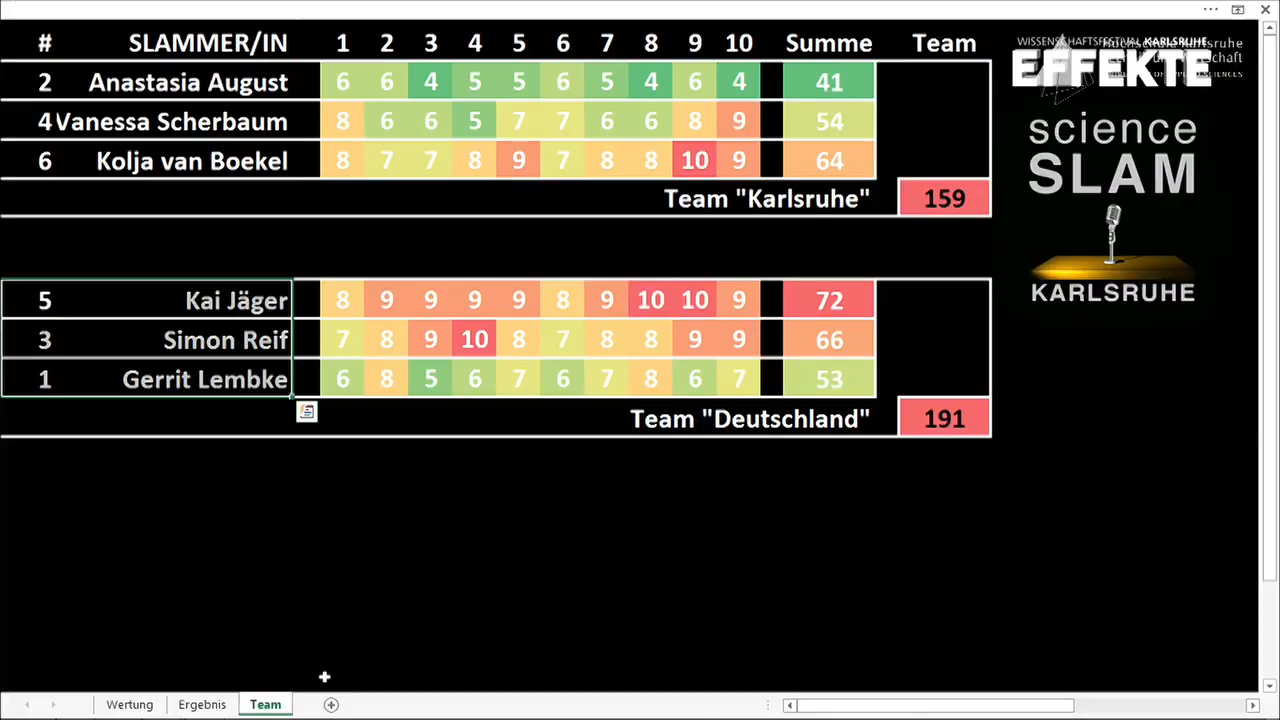 # SLAMMER/IN 1 2 3 4 5 6 7 8 9 10 Summe Team
2 Anastasia August 6 6 4 5 5 6 5 4 6 4 41
4 Vanessa Scherbaum 8 6 6 5 7 7 6 6 8 9 54
6 Kolja van Boekel 8 7 7 8 9 7 8 8 10 9 64
Team "Karlsruhe" 159
5 Kai Jäger 8 9 9 9 9 8 9 10 10 9 72
3 Simon Reif 7 8 9 10 8 7 8 8 9 9 66
1 Gerrit Lembke 6 8 5 6 7 6 7 8 6 7 53
Team "Deutschland" 191
WISSENSCHAFTSFESTIVAL KARLSRUHE
EFFEKTE
science
SLAM
KARLSRUHE
Wertung Ergebnis Team